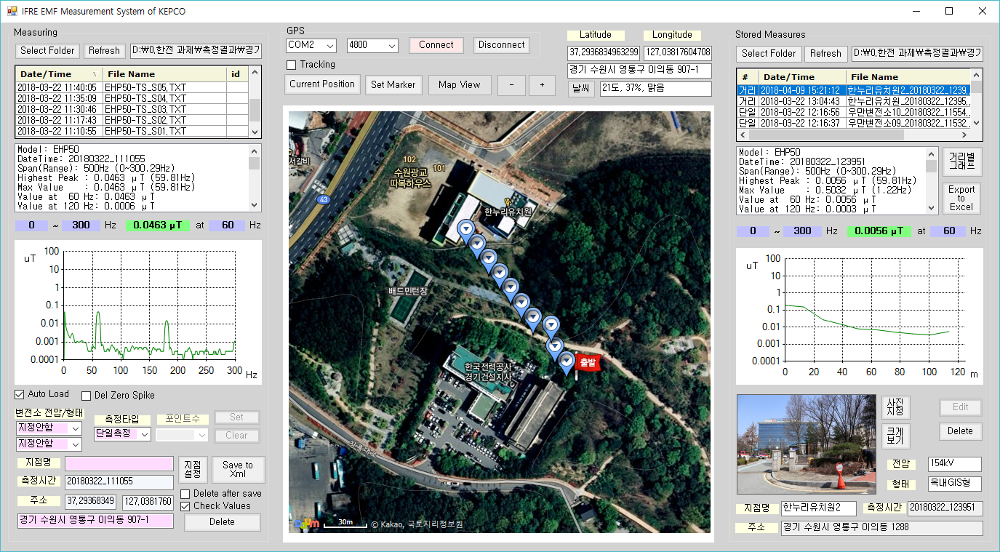 IFRE EMF Measurement System of KEPCO
Measuring
Select Folder Refresh D:₩0.한전 과제₩측정결과₩경기
Date/Time File Name id
2018-03-22 11:40:05 EHP50-TS_S05.TXT
2018-03-22 11:35:09 EHP50-TS_S04.TXT
2018-03-22 11:30:46 EHP50-TS_S03.TXT
2018-03-22 11:17:43 EHP50-TS_S02.TXT
2018-03-22 11:10:55 EHP50-TS_S01.TXT
Model: EHP50
DateTime: 20180322_111055
Span(Range): 500Hz (0~300.29Hz)
Highest Peak : 0.0463 μT (59.81Hz)
Max Value : 0.0463 μT (59.81Hz)
Value at 60 Hz: 0.0463 μT
Value at 120 Hz: 0.0006 μT
0 ~ 300 Hz 0.0463 μT at 60 Hz
uT
100
10
1
0.1
0.01
0.001
0.0001
0 50 100 150 200 250 300 Hz
Auto Load Del Zero Spike
변전소 전압/형태 측정타입 포인트수 Set
지정안함 단일측정 Clear
지정안함
지점명 지점설정 Save to Xml
측정시간 20180322_111055
Delete after save
주소 37.29368349 127.0381760 Check Values
경기 수원시 영통구 이의동 907-1 Delete
GPS
COM2 4800 Connect Disconnect
Tracking
Current Position Set Marker Map View - +
Latitude Longitude
37.2936834963299 127.03817604708
경기 수원시 영통구 이의동 907-1
날씨 21도, 37%, 맑음
서갈비
102
101
수원광교
따복하우스
43
한누리유치원
배드민턴장
출발
한국전력공사
경기건설지사
창룡대로
30m © Kakao, 국토지리정보원
Stored Measures
Select Folder Refresh D:₩0.한전 과제₩측정결과₩경기
# Date/Time File Name
거리 2018-04-09 15:21:12 한누리유치원2_20180322_1239..
거리 2018-03-22 13:04:43 한누리유치원_20180322_12395..
단일 2018-03-22 12:16:56 우만변전소10_20180322_11554..
단일 2018-03-22 12:16:37 우만변전소09_20180322_11532..
Model: EHP50
DateTime: 20180322_123951
Span(Range): 500Hz (0~300.29Hz)
Highest Peak : 0.0056 μT (59.81Hz)
Max Value : 0.5032 μT (1.22Hz)
Value at 60 Hz: 0.0056 μT
Value at 120 Hz: 0.0003 μT
거리별
그래프
Export
to
Excel
0 ~ 300 Hz 0.0056 μT at 60 Hz
uT
100
10
1
0.1
0.01
0.001
0.0001
0 20 40 60 80 100 120 m
사진
지정
Edit
크게
보기
Delete
전압 154kV
형태 옥내GIS형
지점명 한누리유치원2 측정시간 20180322_123951
주소 경기 수원시 영통구 이의동 1288